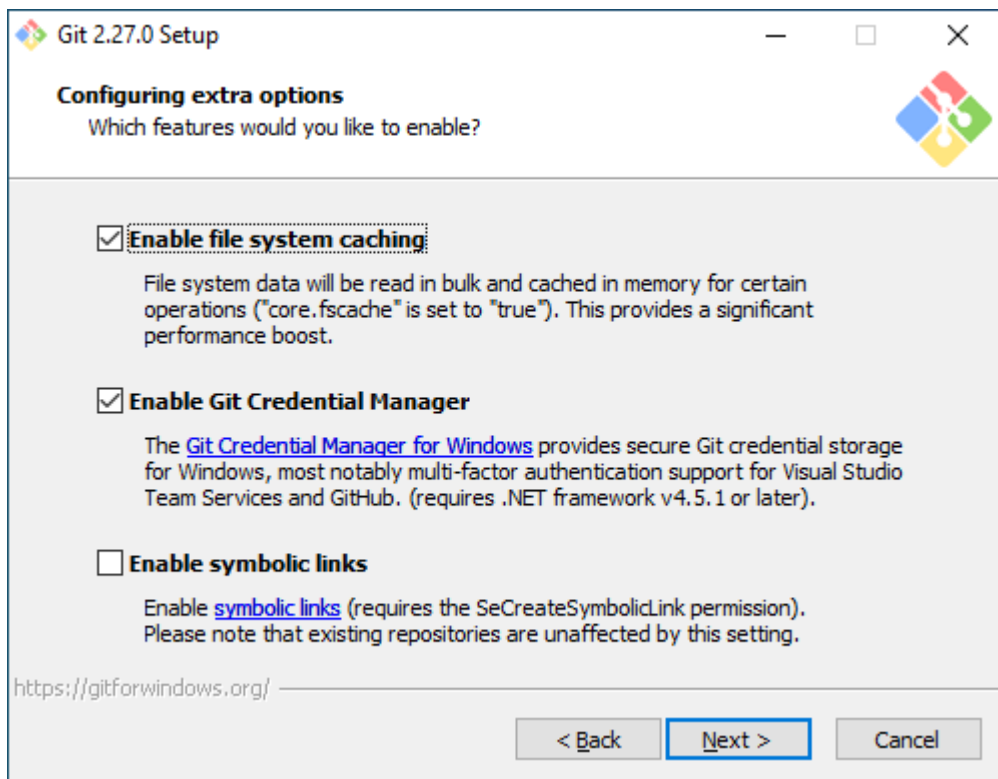 Git 2.27.0 Setup
Configuring extra options
Which features would you like to enable?
Enable file system caching
File system data will be read in bulk and cached in memory for certain
operations ("core.fscache" is set to "true"). This provides a significant
performance boost.
Enable Git Credential Manager
The Git Credential Manager for Windows provides secure Git credential storage
for Windows, most notably multi-factor authentication support for Visual Studio
Team Services and GitHub. (requires .NET framework v4.5.1 or later).
Enable symbolic links
Enable symbolic links (requires the SeCreateSymbolicLink permission).
Please note that existing repositories are unaffected by this setting.
https://gitforwindows.org/
< Back
Next >
Cancel